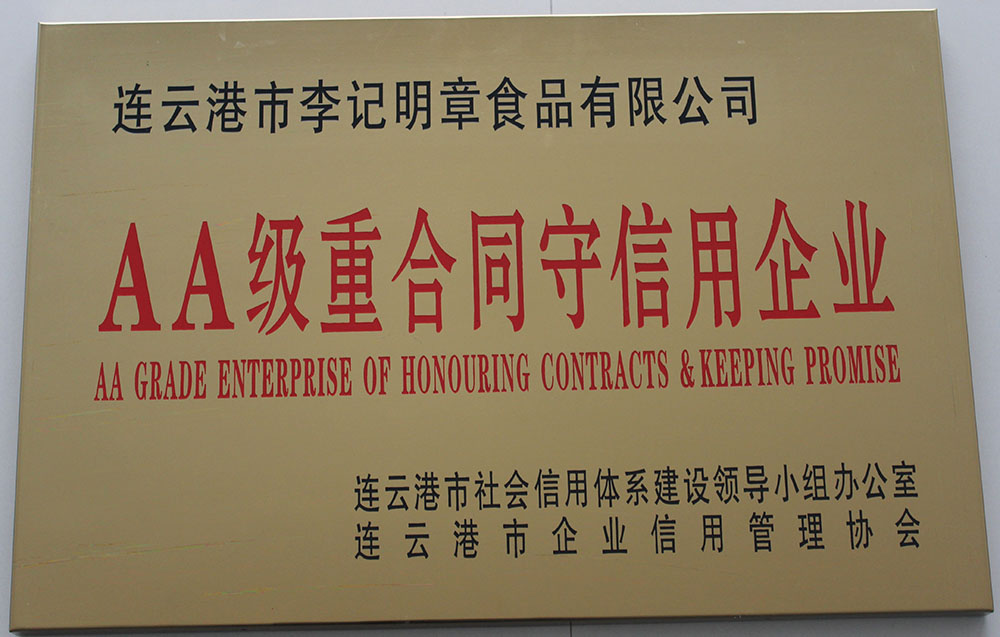 连云港市李记明章食品有限公司
AA级重合同守信用企业
AA GRADE ENTERPRISE OF HONOURING CONTRACTS & KEEPING PROMISE
连云港市社会信用体系建设领导小组办公室
连云港市企业信用管理协会